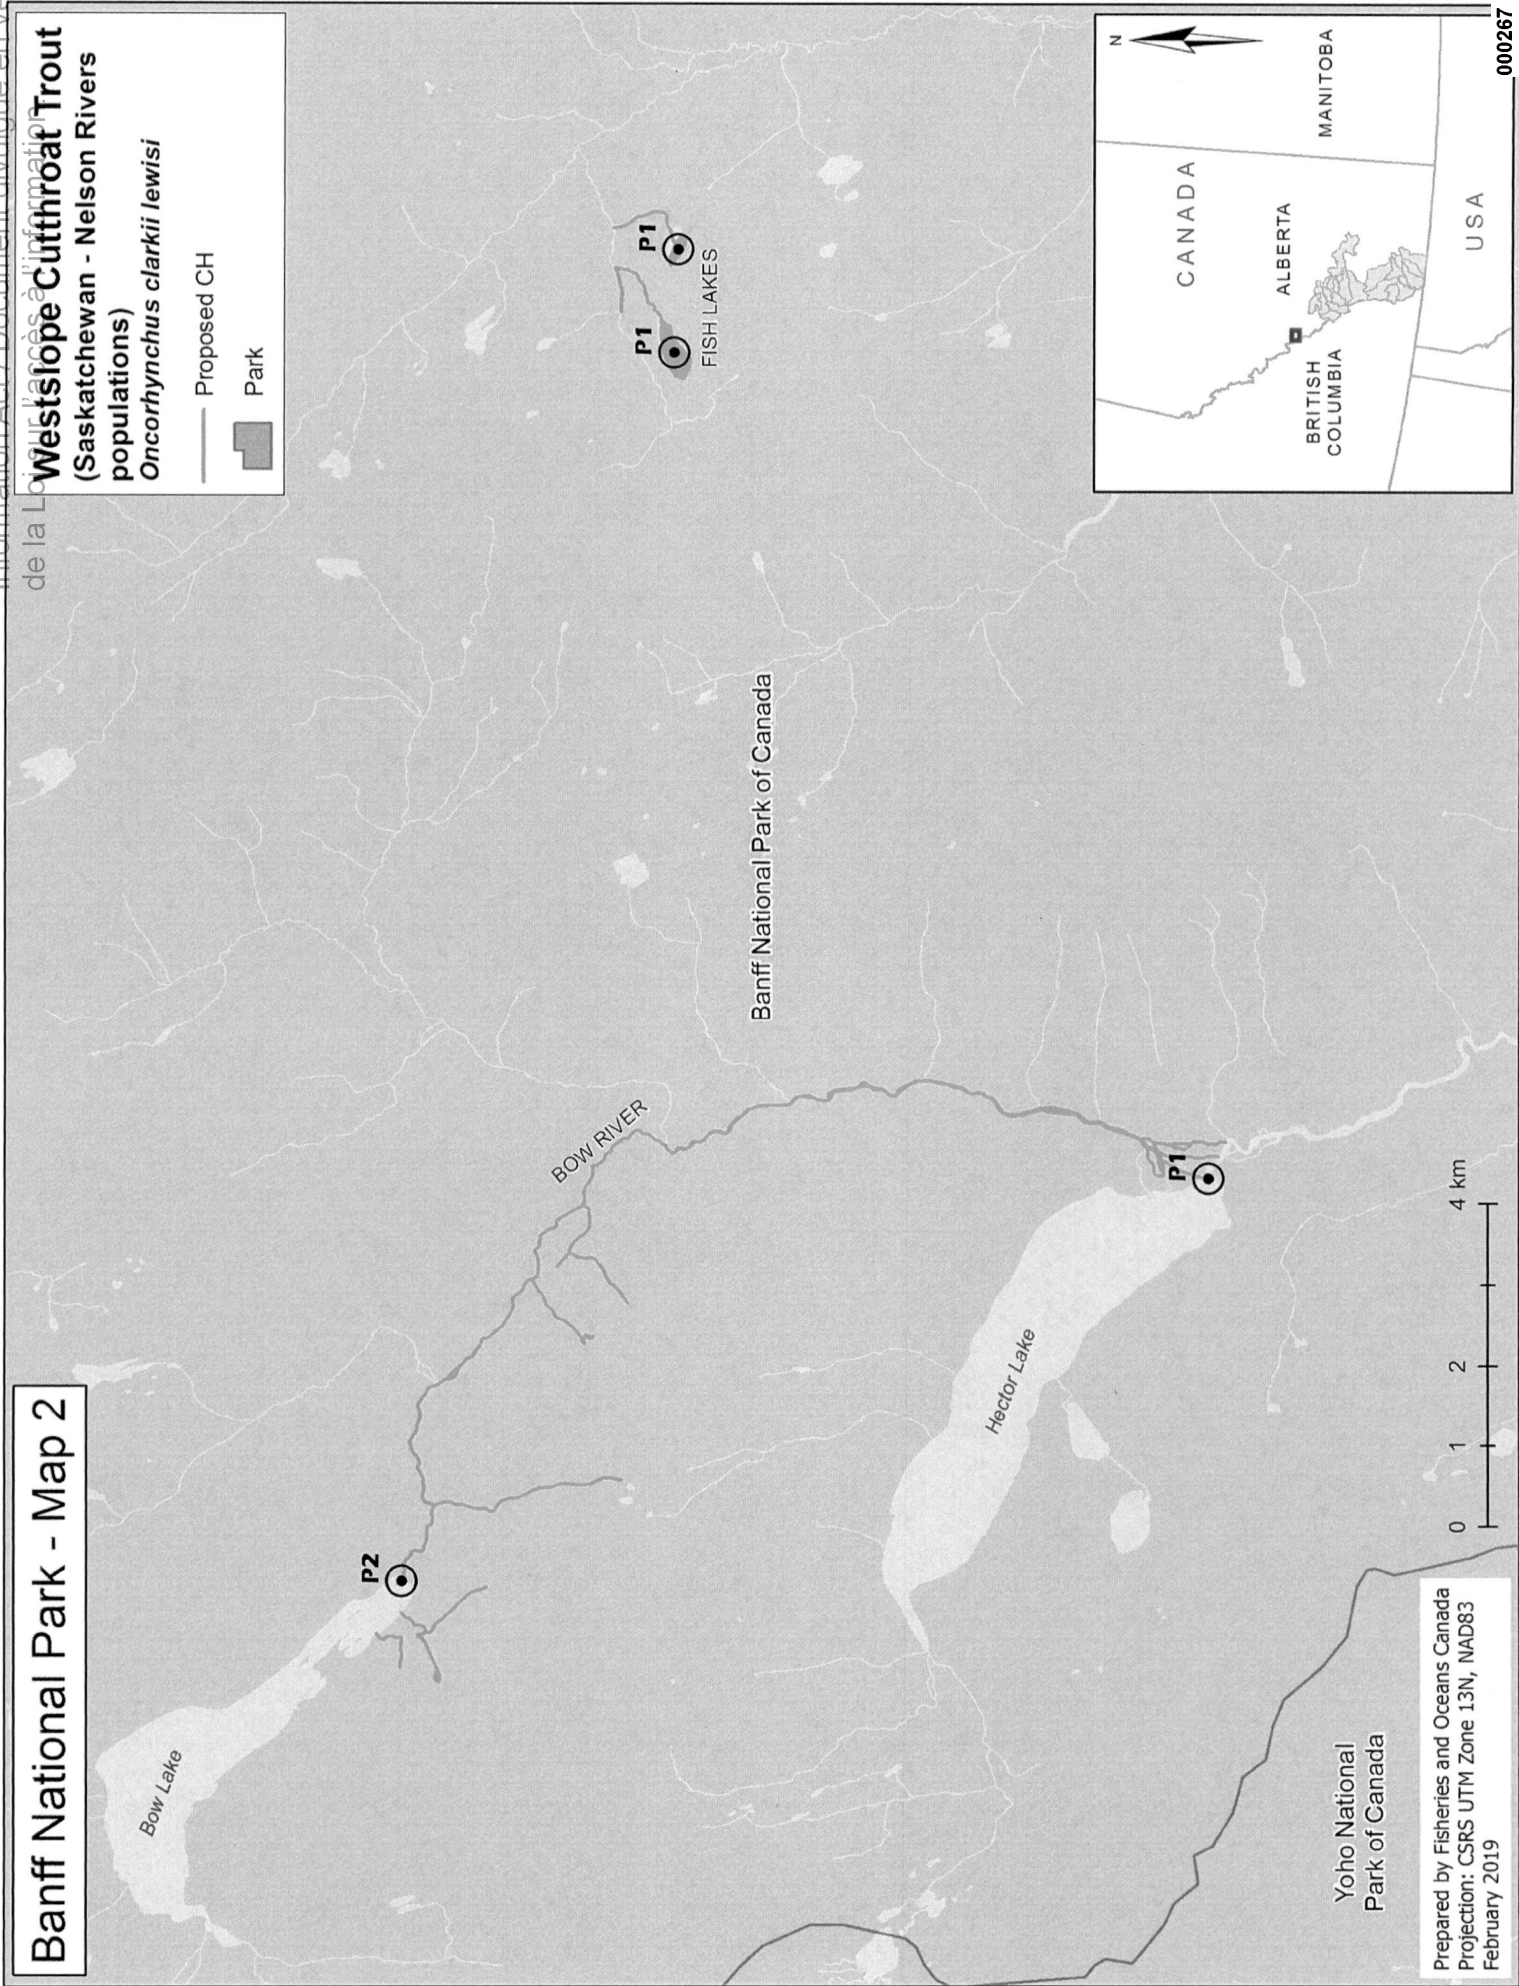 Banff National Park - Map 2
de la Loi sur l'accès à l'information
Westslope Cutthroat Trout
(Saskatchewan - Nelson Rivers
populations)
Oncorhynchus clarkii lewisi
Proposed CH
Park
Bow Lake
P2
BOW RIVER
P1
P1
FISH LAKES
Banff National Park of Canada
Hector Lake
P1
Yoho National
Park of Canada
0 1 2 4 km
Prepared by Fisheries and Oceans Canada
Projection: CSRS UTM Zone 13N, NAD83
February 2019
N
CANADA
ALBERTA
MANITOBA
BRITISH
COLUMBIA
USA
000267